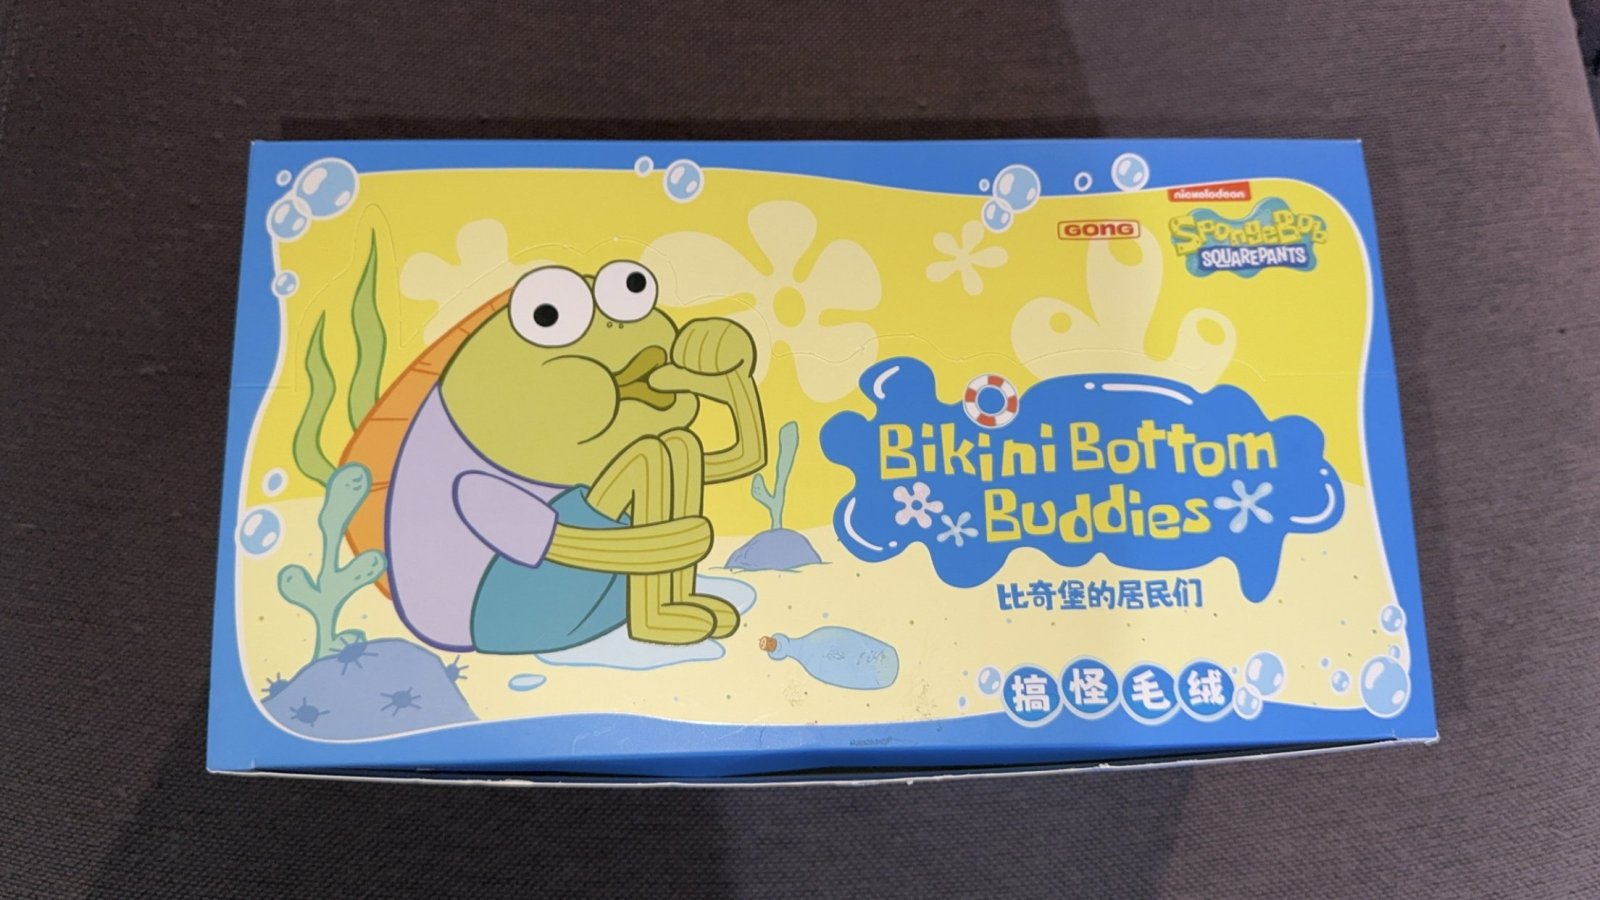 nickelodeon
GONG
SpongeBob
SQUAREPANTS
Bikini Bottom
Buddies
比奇堡的居民们
搞怪毛绒